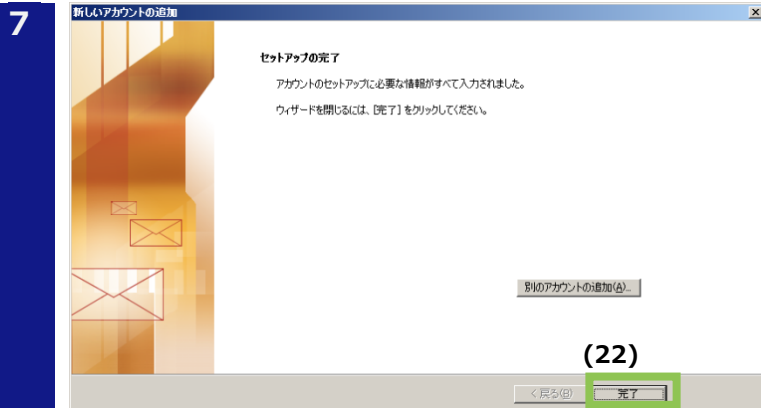 7
新しいアカウントの追加
セットアップの完了
アカウントのセットアップに必要な情報がすべて入力されました。
ウィザードを閉じるには、[完了] をクリックしてください。
別のアカウントの追加(A)...
(22)
< 戻る(B)
完了